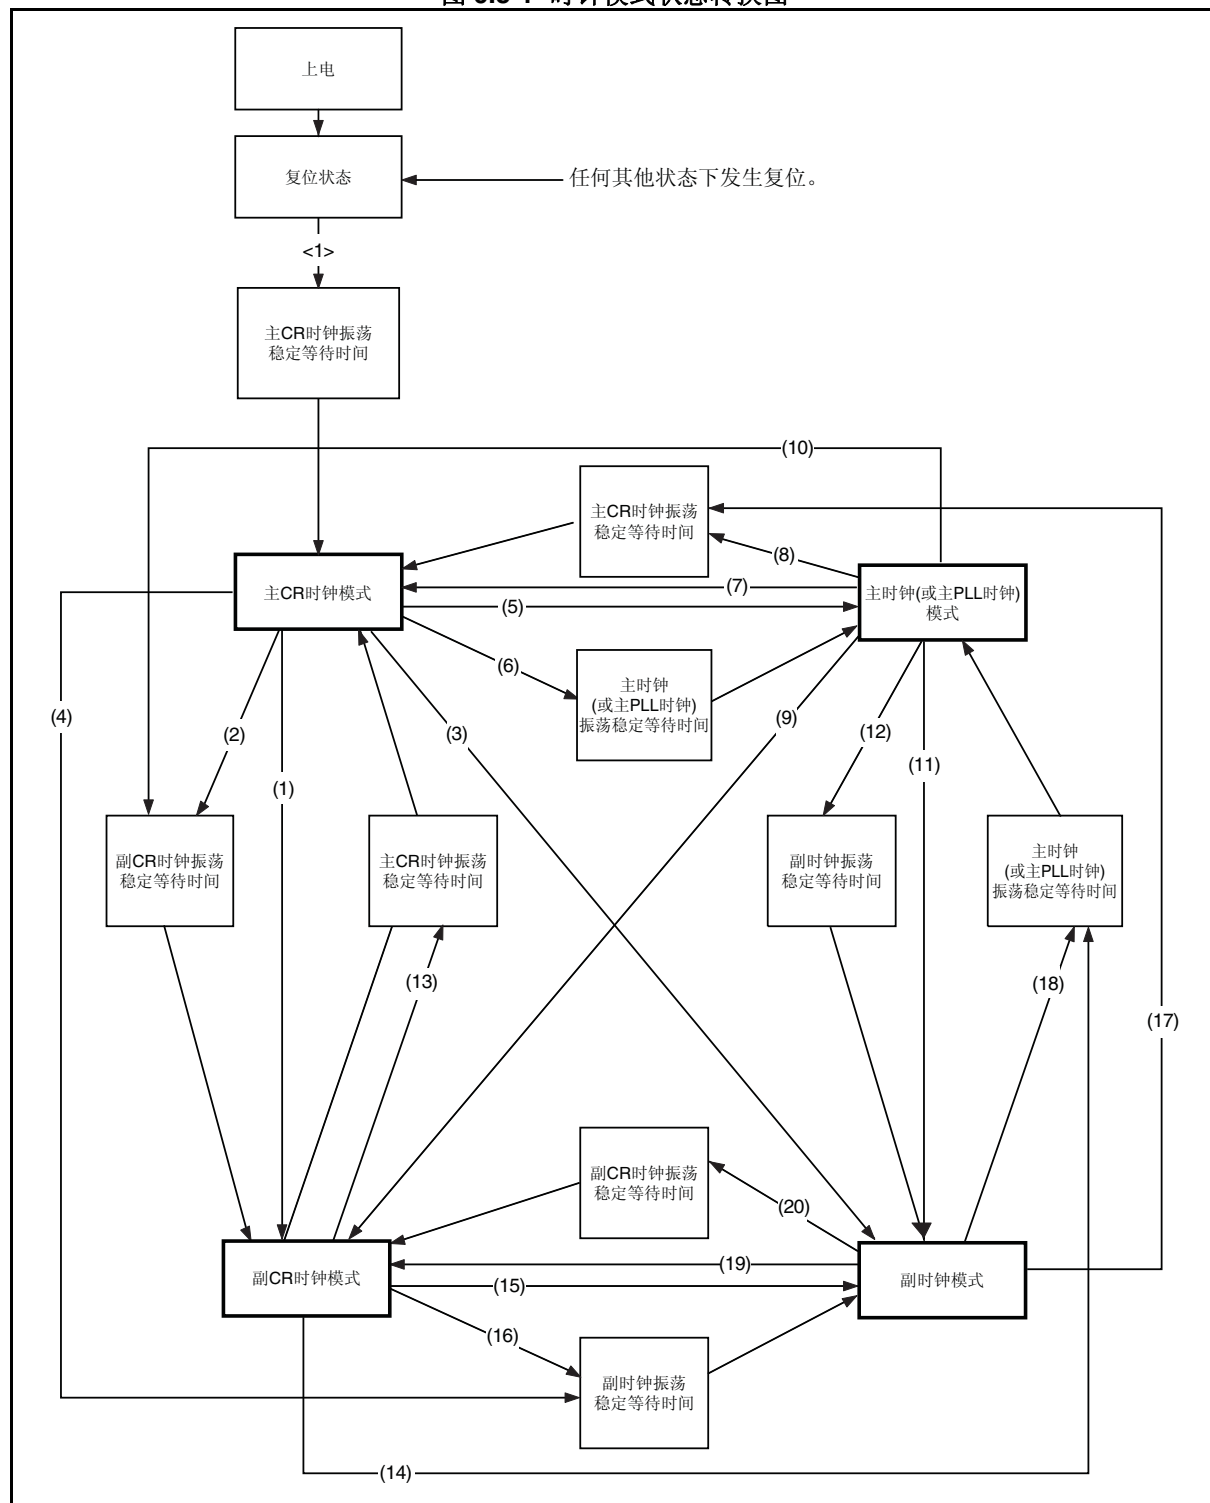 上电
复位状态
任何其他状态下发生复位。
<1>
主CR时钟振荡
稳定等待时间
(10)
主CR时钟振荡
稳定等待时间
(8)
(7)
(5)
主CR时钟模式
主时钟(或主PLL时钟)
模式
(6)
主时钟
(或主PLL时钟)
振荡稳定等待时间
(4)
(2)
(1)
(3)
(9)
(12)
(11)
副CR时钟振荡
稳定等待时间
主CR时钟振荡
稳定等待时间
副时钟振荡
稳定等待时间
主时钟
(或主PLL时钟)
振荡稳定等待时间
(13)
(18)
(17)
副CR时钟振荡
稳定等待时间
(20)
(19)
(15)
副CR时钟模式
副时钟模式
(16)
副时钟振荡
稳定等待时间
(14)